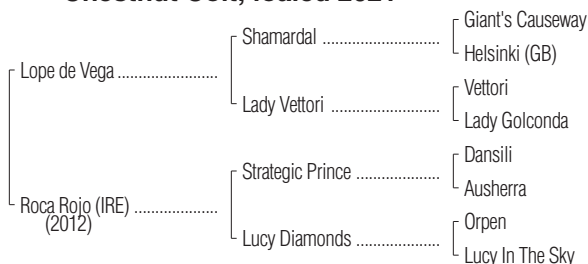 Chestnut Colt, foaled 2021
Giant's Causeway
Shamardal ................................
Helsinki (GB)
Lope de Vega ........................
Vettori
Lady Vettori .............................
Lady Golconda
Dansili
Strategic Prince .......................
Ausherra
Roca Rojo (IRE) ....................
(2012)
Orpen
Lucy Diamonds ........................
Lucy In The Sky